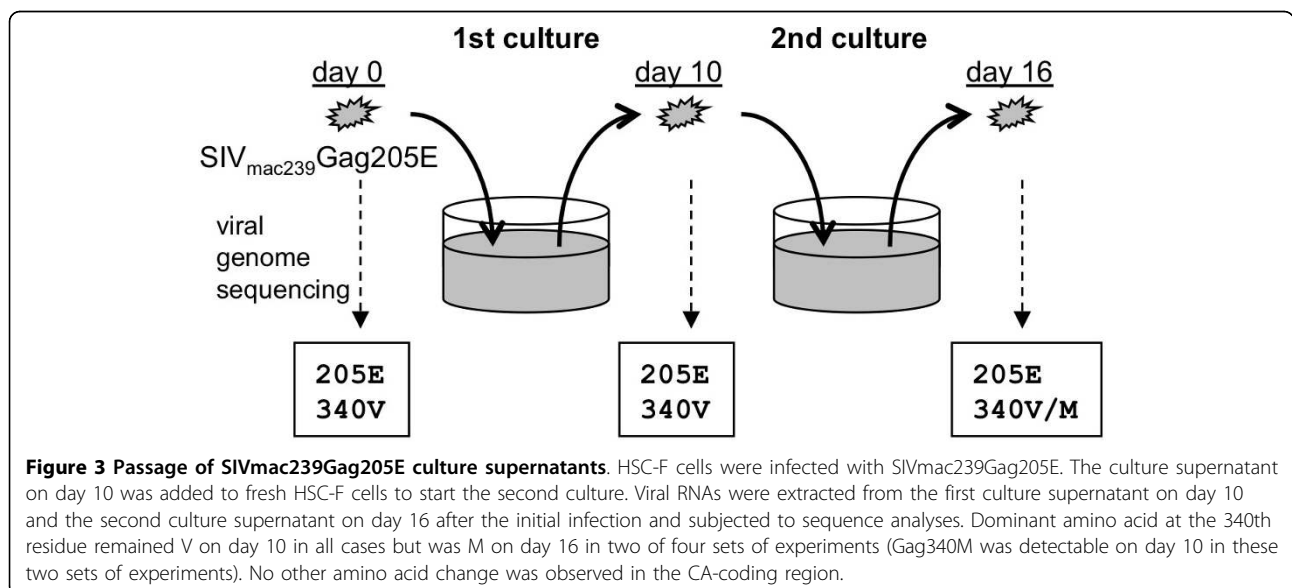 1st culture
2nd culture
day 0
day 10
day 16
SIVmac239Gag205E
viral
genome
sequencing
205E
340V
205E
340V
205E
340V/M
Figure 3 Passage of SIVmac239Gag205E culture supernatants. HSC-F cells were infected with SIVmac239Gag205E. The culture supernatant
on day 10 was added to fresh HSC-F cells to start the second culture. Viral RNAs were extracted from the first culture supernatant on day 10
and the second culture supernatant on day 16 after the initial infection and subjected to sequence analyses. Dominant amino acid at the 340th
residue remained V on day 10 in all cases but was M on day 16 in two of four sets of experiments (Gag340M was detectable on day 10 in these
two sets of experiments). No other amino acid change was observed in the CA-coding region.